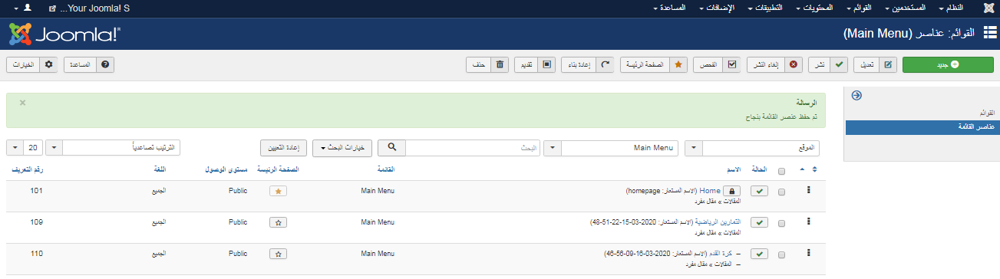 النظام المستخدمين القوائم المحتويات التطبيقات الإضافات المساعدة Your Joomla! S...
القوائم: عناصر (Main Menu) Joomla!®
جديد تعديل نشر إلغاء النشر الفحص الصفحة الرئيسة إعادة بناء تقديم حذف المساعدة الخيارات
القوائم
عناصر القائمة
الرسالة ×
تم حفظ عنصر القائمة بنجاح
الموقع Main Menu البحث خيارات البحث إعادة التعيين الترتيب تصاعدياً 20
الحالة الاسم القائمة الصفحة الرئيسة مستوى الوصول اللغة رقم التعريف
Home (الاسم المستعار: homepage) Main Menu Public الجميع 101
المقالات » مقال مفرد
التمارين الرياضية (الاسم المستعار: 2020-03-15-22-51-48) Main Menu Public الجميع 109
المقالات » مقال مفرد
– كرة القدم (الاسم المستعار: 2020-03-16-09-56-46) Main Menu Public الجميع 110
– المقالات » مقال مفرد